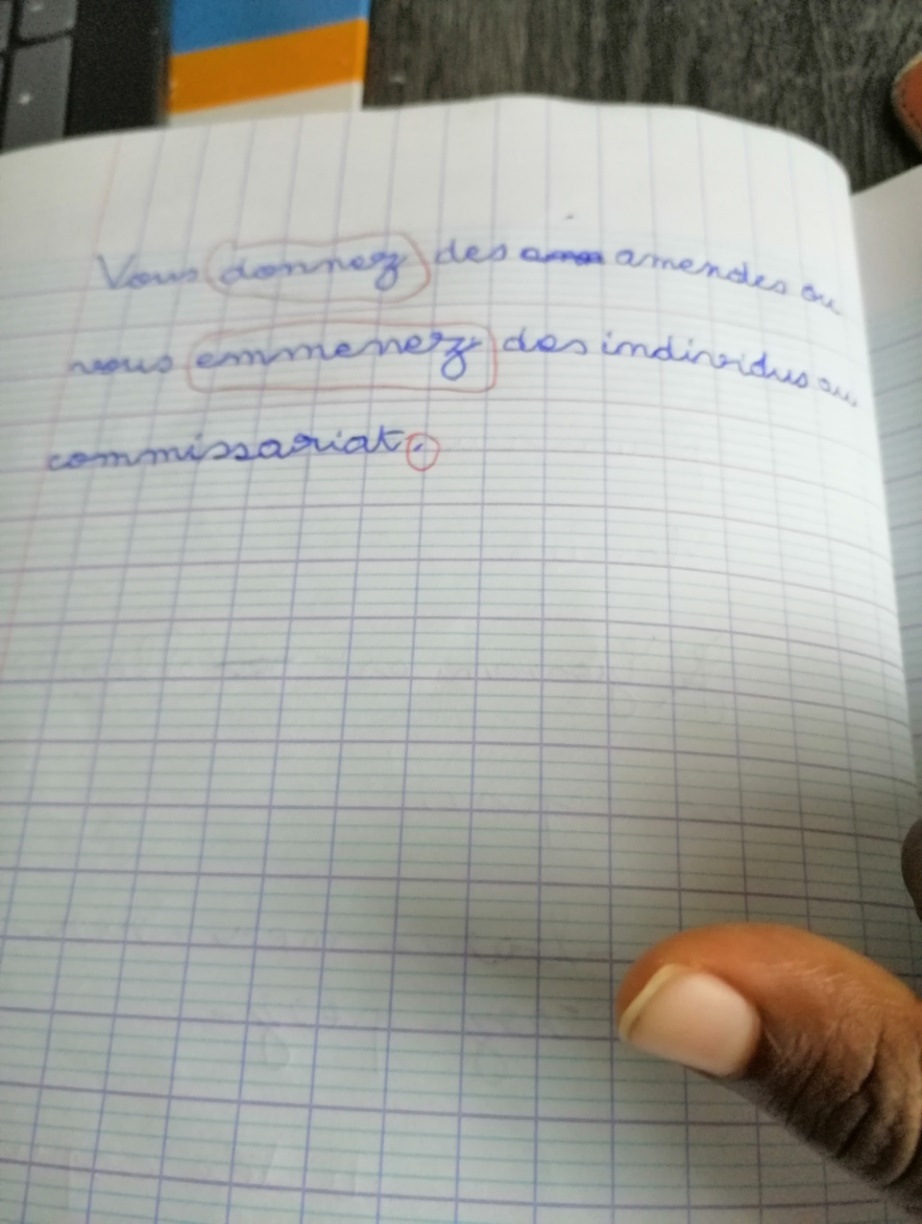 Vous donnez des amendes ou
vous emmenez des individus au
commissariat.